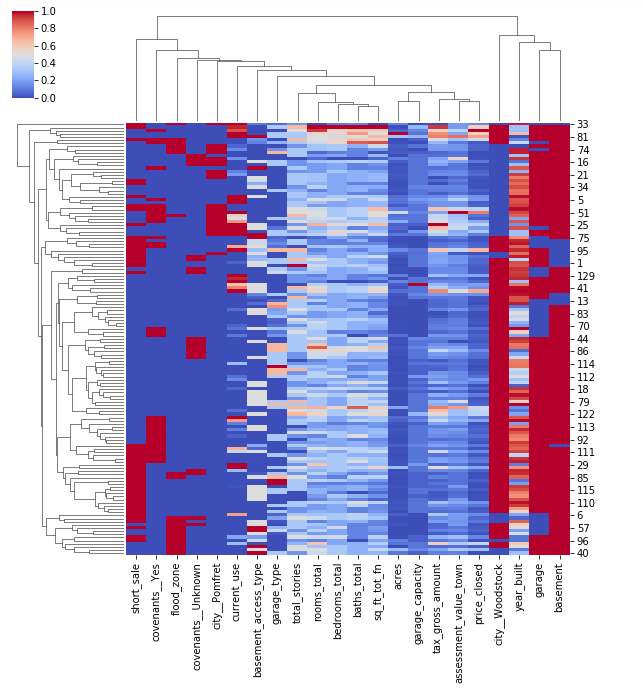 1.0
0.8
0.6
0.4
0.2
0.0
33
81
74
16
21
34
5
51
25
75
95
1
129
41
13
83
70
44
86
114
112
18
79
122
113
92
111
29
85
115
110
6
57
96
40
short_sale
covenants__Yes
flood_zone
covenants__Unknown
city__Pomfret
current_use
basement_access_type
garage_type
total_stories
rooms_total
bedrooms_total
baths_total
sq_ft_tot_fn
acres
garage_capacity
tax_gross_amount
assessment_value_town
price_closed
city__Woodstock
year_built
garage
basement